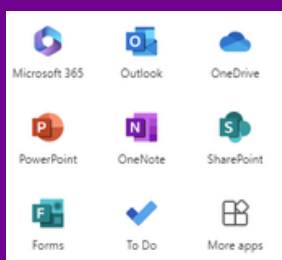 Microsoft 365 Outlook OneDrive
PowerPoint OneNote SharePoint
Forms To Do More apps